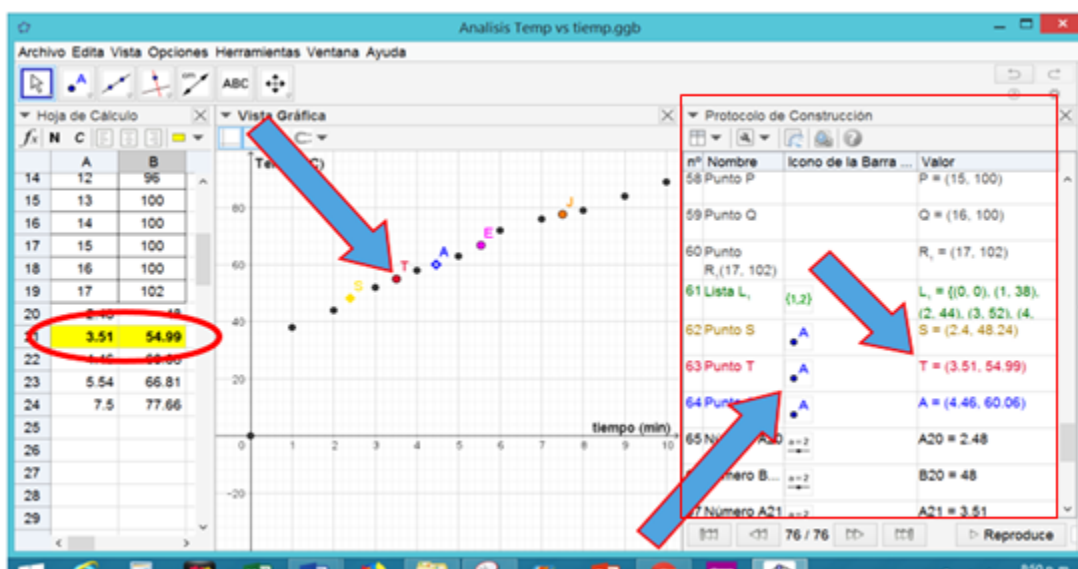 Analisis Temp vs tiemp.ggb
Archivo Edita Vista Opciones Herramientas Ventana Ayuda
A ABC
Hoja de Cálculo
fx N C
A B
14 12 96
15 13 100
16 14 100
17 15 100
18 16 100
19 17 102
20 48
3.51 54.99
22
23 5.54 66.81
24 7.5 77.66
25
26
27
28
29
Vista Gráfica
80
60
40
20
0
-20
1 2 3 4 5 6 7 8 9 10
tiempo (min)
S
T
A
E
J
Protocolo de Construcción
nº Nombre Icono de la Barra ... Valor
58 Punto P P = (15, 100)
59 Punto Q Q = (16, 100)
60 Punto R₁(17, 102) R₁ = (17, 102)
61 Lista L₁ {1,2} L₁ = {(0, 0), (1, 38), (2, 44), (3, 52), (4,
62 Punto S A S = (2.4, 48.24)
63 Punto T A T = (3.51, 54.99)
64 A A = (4.46, 60.06)
65 a=2 A20 = 2.48
B... a=2 B20 = 48
Número A21 a=2 A21 = 3.51
76 / 76 Reproduce